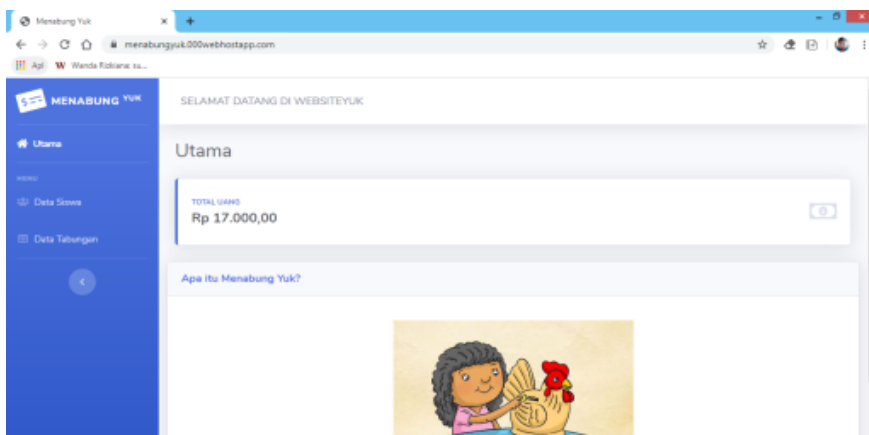 Menabung Yuk
menabungyuk.000webhostapp.com
Apl
MENABUNG YUK
SELAMAT DATANG DI WEBSITEYUK
Utama
Utama
MENU
Data Siswa
Data Tabungan
TOTAL UANG
Rp 17.000,00
Apa itu Menabung Yuk?